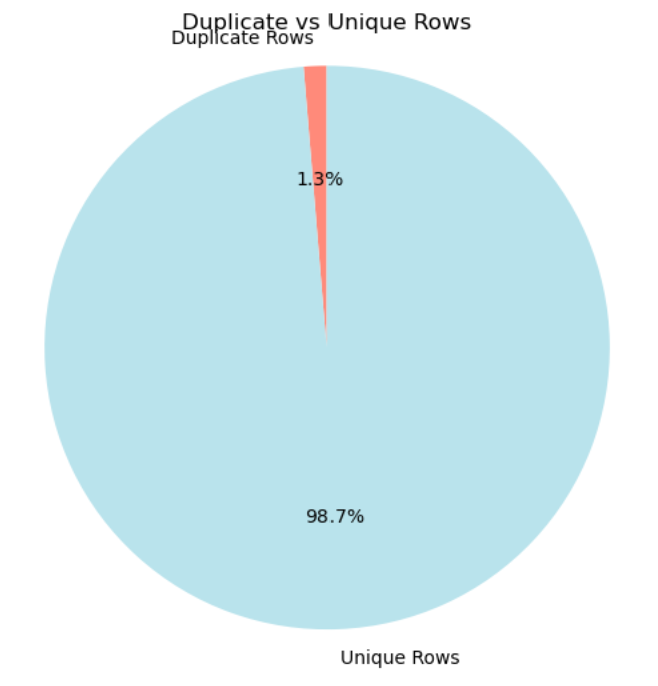 Duplicate vs Unique Rows
Duplicate Rows
1.3%
98.7%
Unique Rows